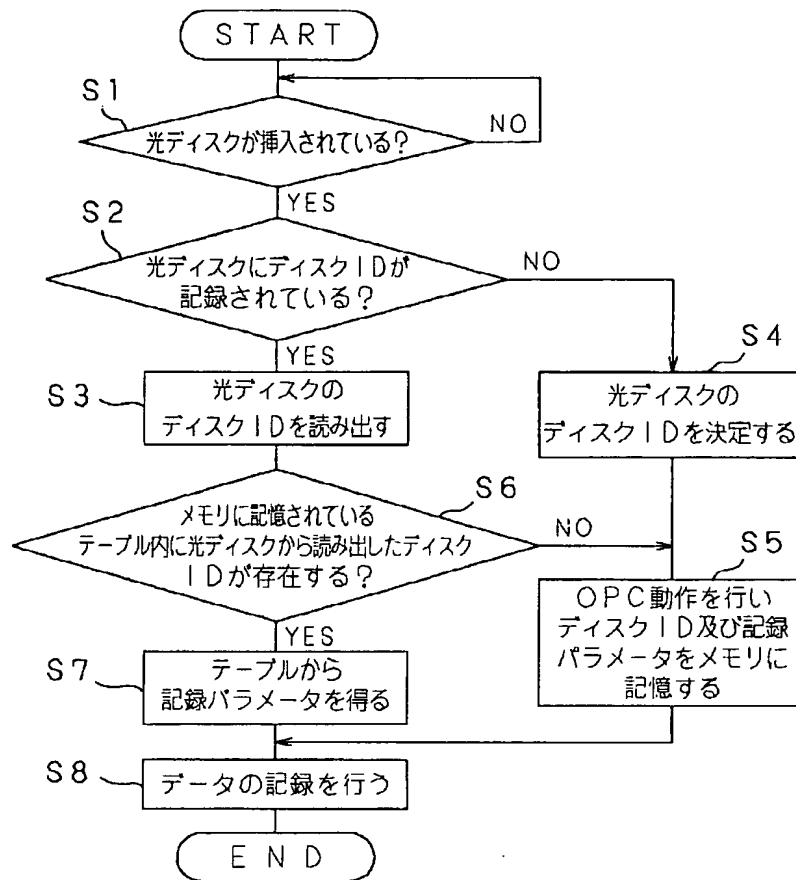 START
S1
光ディスクが挿入されている?
NO
YES
S2
光ディスクにディスクIDが
記録されている?
NO
YES
S3
光ディスクの
ディスクIDを読み出す
S4
光ディスクの
ディスクIDを決定する
S6
メモリに記憶されている
テーブル内に光ディスクから読み出したディスク
IDが存在する?
NO
YES
S5
OPC動作を行い
ディスクID及び記録
パラメータをメモリに
記憶する
S7
テーブルから
記録パラメータを得る
S8
データの記録を行う
END